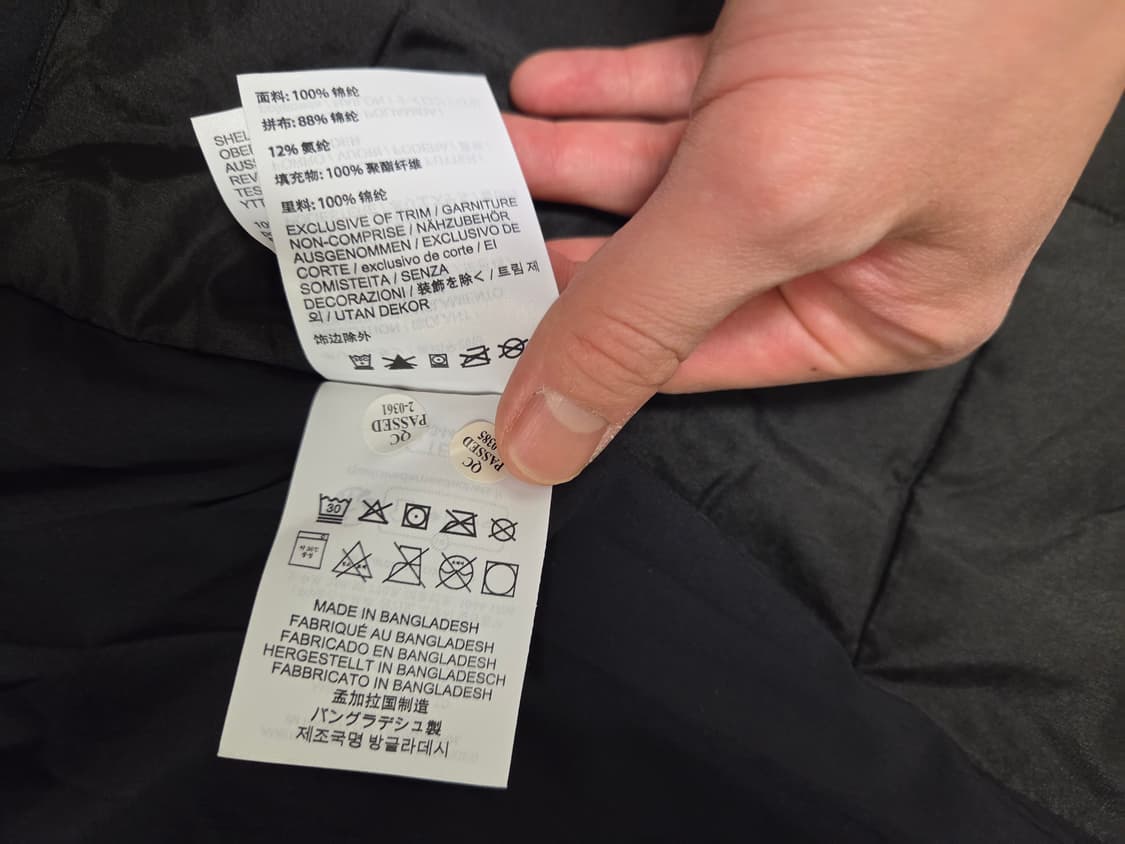 面料: 100% 锦纶
拼布: 88% 锦纶
12% 氨纶
填充物: 100% 聚酯纤维
里料: 100% 锦纶
EXCLUSIVE OF TRIM / GARNITURE
NON-COMPRISE / NÄHZUBEHÖR
AUSGENOMMEN / EXCLUSIVO DE
CORTE / exclusivo de corte / EI
SOMISTEITA / SENZA
DECORAZIONI / 装飾を除く / 트림 제
외 / UTAN DEKOR
饰边除外
QC
PASSED
2-0361
QC
PASSED
0385
30
MADE IN BANGLADESH
FABRIQUÉ AU BANGLADESH
FABRICADO EN BANGLADESH
HERGESTELLT IN BANGLADESCH
FABBRICATO IN BANGLADESH
孟加拉国制造
バングラデシュ製
제조국명 방글라데시